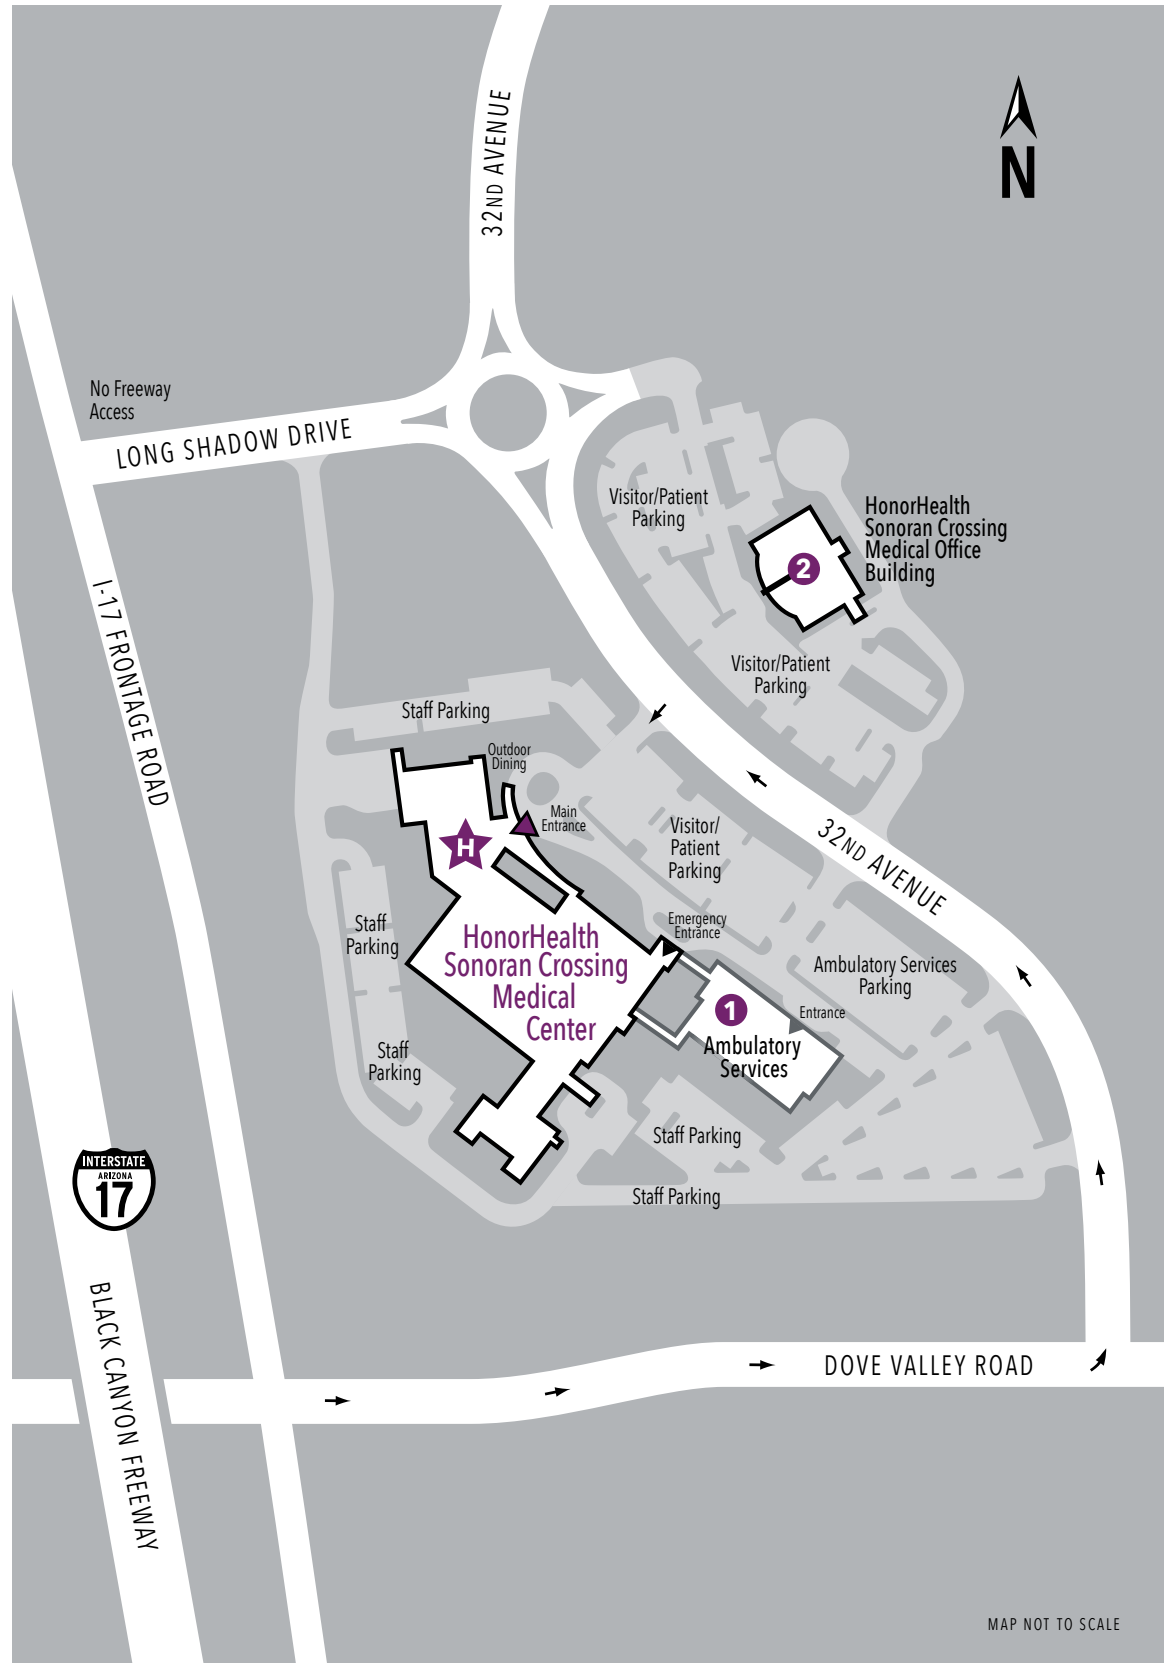 32ND AVENUE
N
No Freeway
Access
LONG SHADOW DRIVE
Visitor/Patient
Parking
HonorHealth
Sonoran Crossing
Medical Office
Building
2
I-17 FRONTAGE ROAD
Visitor/Patient
Parking
Staff Parking
Outdoor
Dining
Main
Entrance
H
Visitor/
Patient
Parking
32ND AVENUE
Staff
Parking
Emergency
Entrance
HonorHealth
Sonoran Crossing
Medical
Center
Ambulatory Services
Parking
1
Entrance
Ambulatory
Services
Staff
Parking
Staff Parking
Staff Parking
INTERSTATE
ARIZONA
17
BLACK CANYON FREEWAY
DOVE VALLEY ROAD
MAP NOT TO SCALE